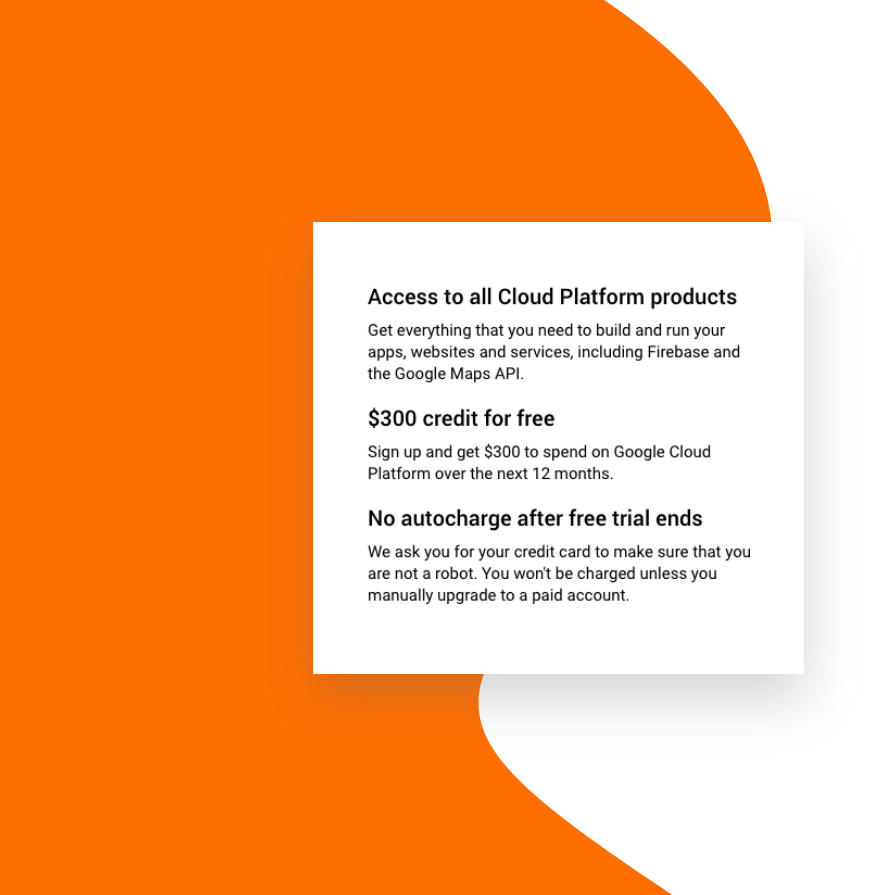 Access to all Cloud Platform products
Get everything that you need to build and run your
apps, websites and services, including Firebase and
the Google Maps API.
$300 credit for free
Sign up and get $300 to spend on Google Cloud
Platform over the next 12 months.
No autocharge after free trial ends
We ask you for your credit card to make sure that you
are not a robot. You won't be charged unless you
manually upgrade to a paid account.